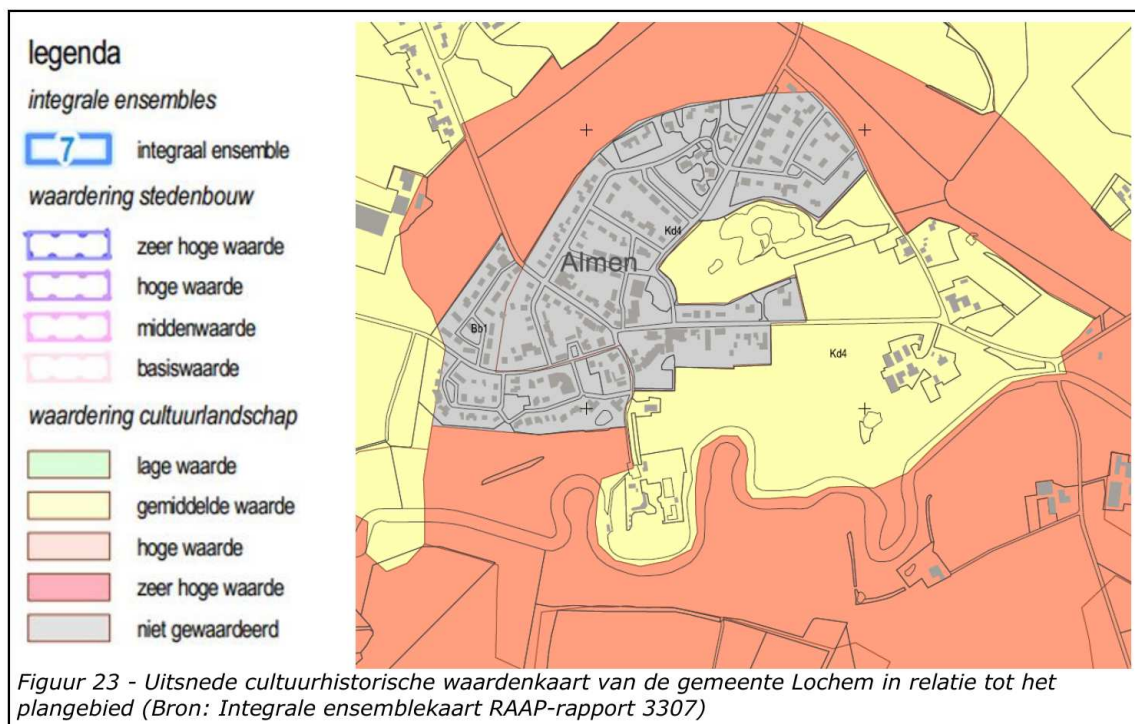 legenda
integrale ensembles
7
integraal ensemble
waardering stedenbouw
zeer hoge waarde
hoge waarde
middenwaarde
basiswaarde
waardering cultuurlandschap
lage waarde
gemiddelde waarde
hoge waarde
zeer hoge waarde
niet gewaardeerd
Kd4
Almen
Bb1
Kd4
Figuur 23 - Uitsnede cultuurhistorische waardenkaart van de gemeente Lochem in relatie tot het
plangebied (Bron: Integrale ensemblekaart RAAP-rapport 3307)